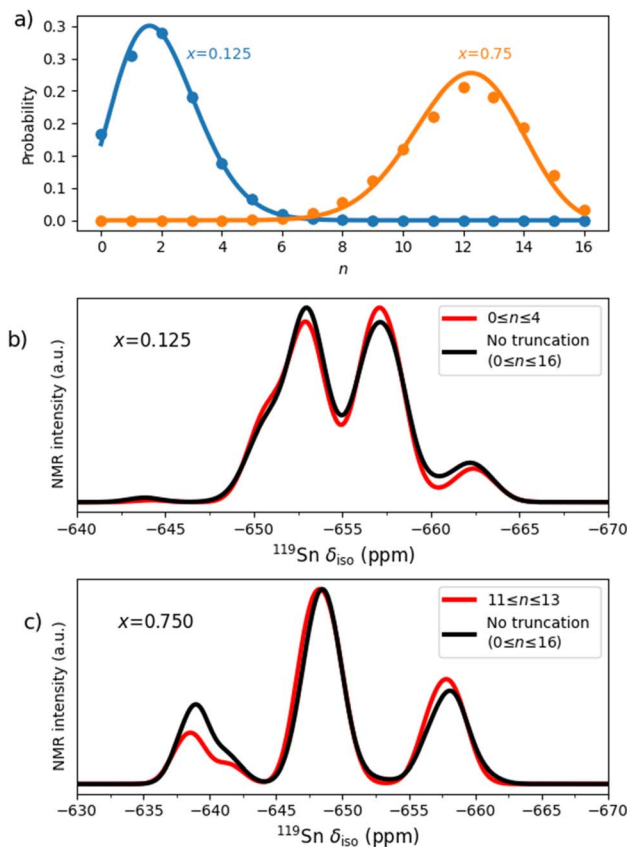 a)
0.3
0.3
0.2
0.2
0.1
0.1
0.0
Probability
x=0.125
x=0.75
0 2 4 6 8 10 12 14 16
n
b)
x=0.125
0≤n≤4
No truncation
(0≤n≤16)
NMR intensity (a.u.)
−640 −645 −650 −655 −660 −665 −670
¹¹⁹Sn δiso (ppm)
c)
x=0.750
11≤n≤13
No truncation
(0≤n≤16)
NMR intensity (a.u.)
−630 −635 −640 −645 −650 −655 −660 −665 −670
¹¹⁹Sn δiso (ppm)